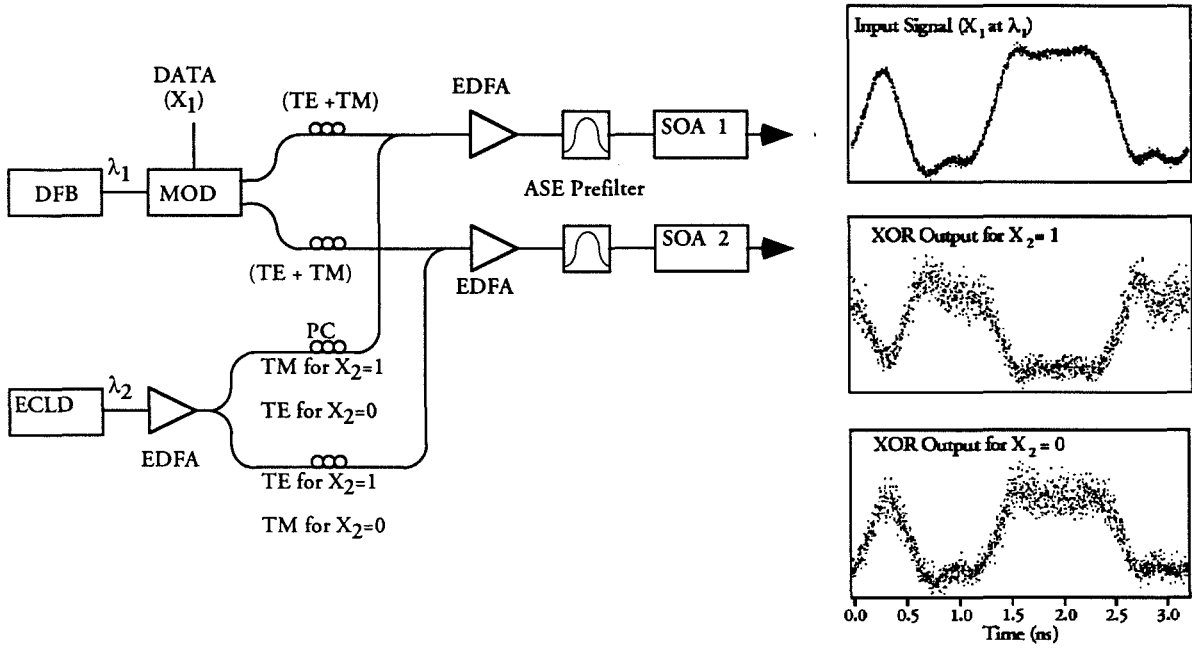 DATA
(X1)
(TE +TM)
EDFA
SOA 1
λ1
DFB
MOD
ASE Prefilter
SOA 2
(TE + TM)
EDFA
PC
TM for X2=1
λ2
ECLD
TE for X2=0
EDFA
TE for X2=1
TM for X2=0
Input Signal (X1 at λ1)
XOR Output for X2= 1
XOR Output for X2 = 0
0.0 0.5 1.0 1.5 2.0 2.5 3.0
Time (ns)